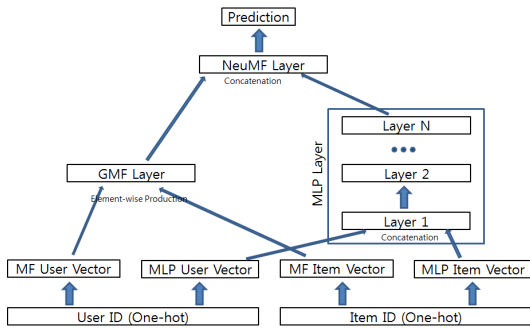 Prediction
NeuMF Layer
Concatenation
Layer N
MLP Layer
GMF Layer
Layer 2
Element-wise Production
Layer 1
Concatenation
MF User Vector
MLP User Vector
MF Item Vector
MLP Item Vector
User ID (One-hot)
Item ID (One-hot)